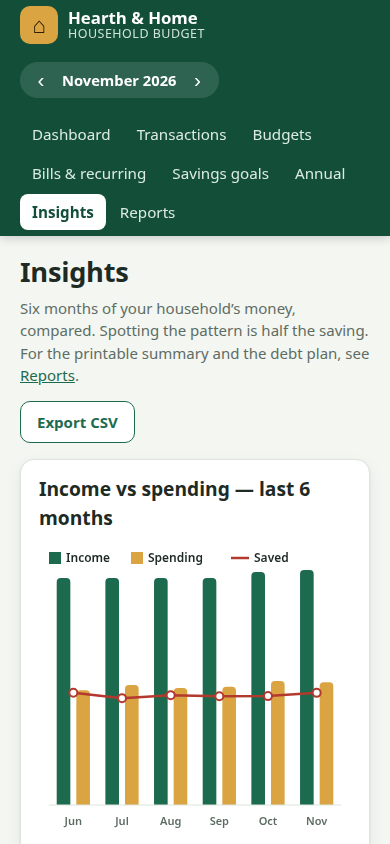 Hearth & Home
HOUSEHOLD BUDGET
‹ November 2026 ›
Dashboard Transactions Budgets
Bills & recurring Savings goals Annual
Insights Reports
Insights
Six months of your household’s money,
compared. Spotting the pattern is half the saving.
For the printable summary and the debt plan, see
Reports.
Export CSV
Income vs spending — last 6
months
Income Spending Saved
Jun Jul Aug Sep Oct Nov